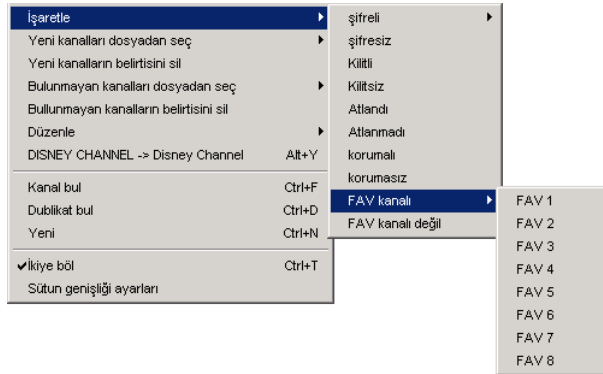 İşaretle
Yeni kanalları dosyadan seç
Yeni kanalların belirtisini sil
Bulunmayan kanalları dosyadan seç
Bullunmayan kanalların belirtisini sil
Düzenle
DISNEY CHANNEL -> Disney Channel Alt+Y
Kanal bul Ctrl+F
Dublikat bul Ctrl+D
Yeni Ctrl+N
İkiye böl Ctrl+T
Sütun genişliği ayarları
şifreli
şifresiz
Kilitli
Kilitsiz
Atlandı
Atlanmadı
korumalı
korumasız
FAV kanalı
FAV kanalı değil
FAV 1
FAV 2
FAV 3
FAV 4
FAV 5
FAV 6
FAV 7
FAV 8